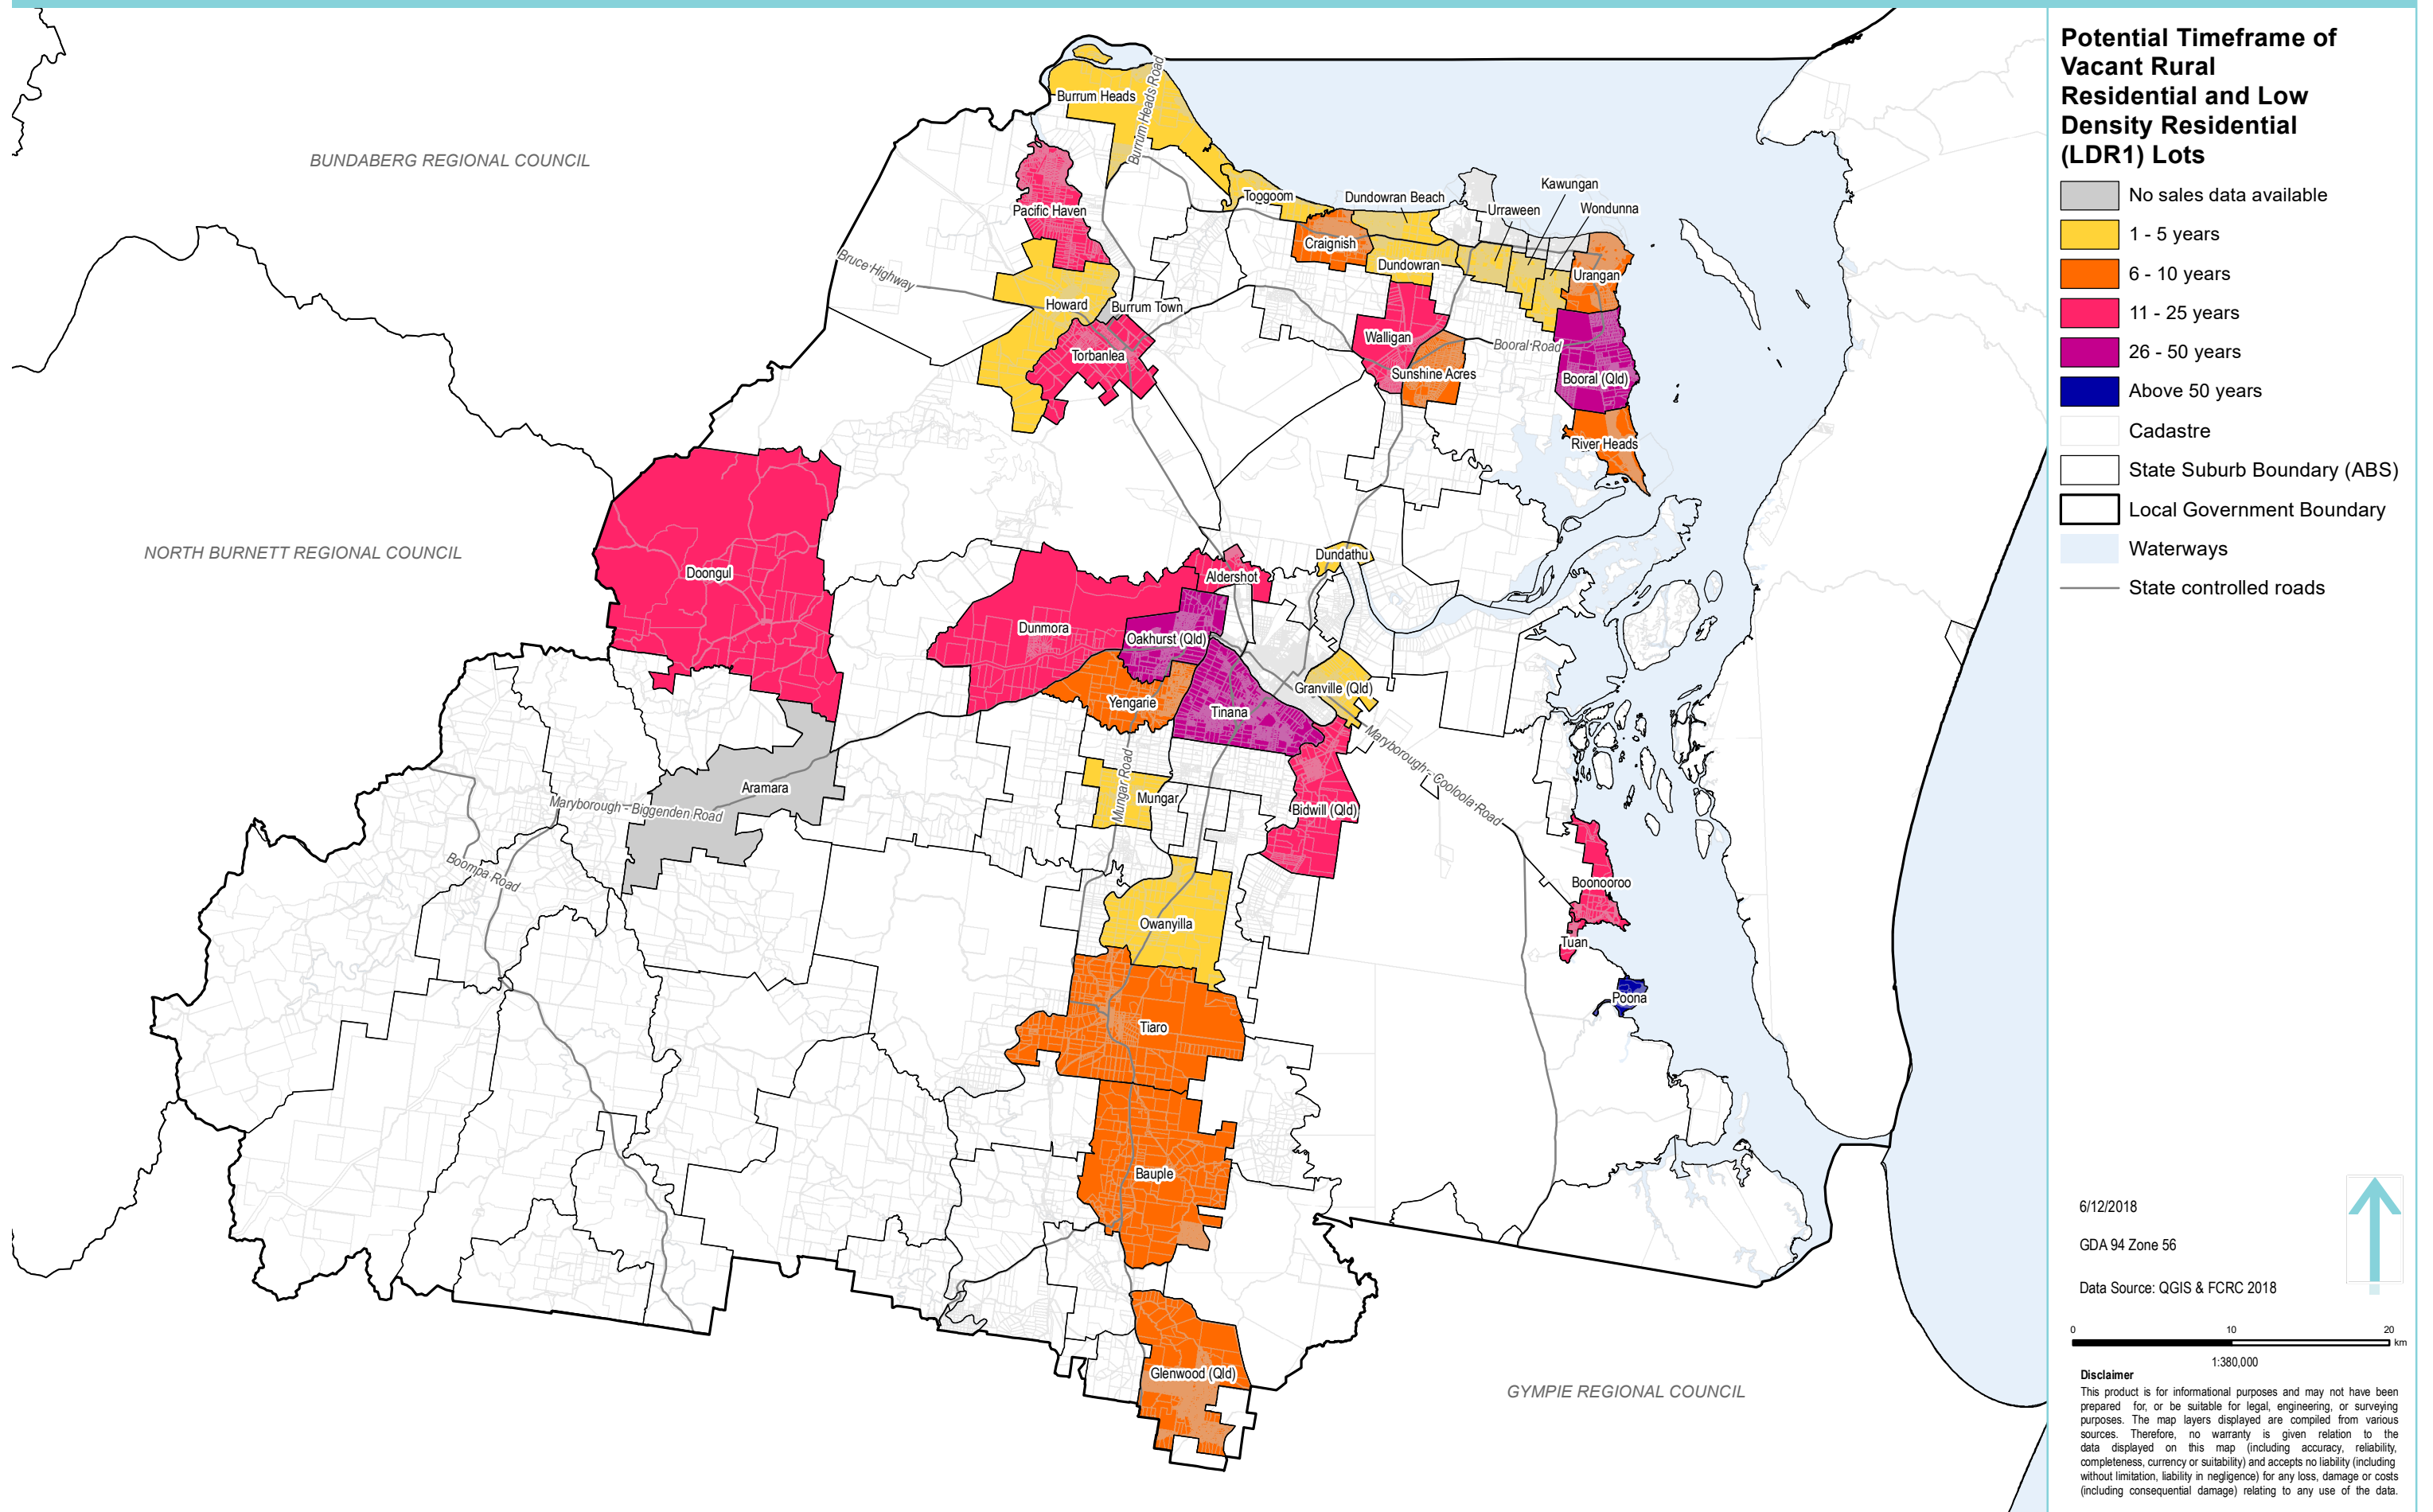 Potential Timeframe of
Vacant Rural
Residential and Low
Density Residential
(LDR1) Lots
No sales data available
1 - 5 years
6 - 10 years
11 - 25 years
26 - 50 years
Above 50 years
Cadastre
State Suburb Boundary (ABS)
Local Government Boundary
Waterways
State controlled roads
BUNDABERG REGIONAL COUNCIL
NORTH BURNETT REGIONAL COUNCIL
GYMPIE REGIONAL COUNCIL
Burrum Heads
Burrum Heads Road
Pacific Haven
Toogoom
Dundowran Beach
Kawungan
Urraween
Wondunna
Craignish
Dundowran
Urangan
Bruce Highway
Howard
Burrum Town
Torbanlea
Walligan
Booral Road
Sunshine Acres
Booral (Qld)
River Heads
Doongul
Dundathu
Aldershot
Dunmora
Oakhurst (Qld)
Granville (Qld)
Yengarie
Tinana
Maryborough - Cooloola Road
Aramara
Maryborough - Biggenden Road
Mungar Road
Mungar
Bidwill (Qld)
Boompa Road
Boonooroo
Owanyilla
Tuan
Poona
Tiaro
Bauple
Glenwood (Qld)
6/12/2018
GDA 94 Zone 56
Data Source: QGIS & FCRC 2018
0 10 20
km
1:380,000
Disclaimer
This product is for informational purposes and may not have been
prepared for, or be suitable for legal, engineering, or surveying
purposes. The map layers displayed are compiled from various
sources. Therefore, no warranty is given relation to the
data displayed on this map (including accuracy, reliability,
completeness, currency or suitability) and accepts no liability (including
without limitation, liability in negligence) for any loss, damage or costs
(including consequential damage) relating to any use of the data.